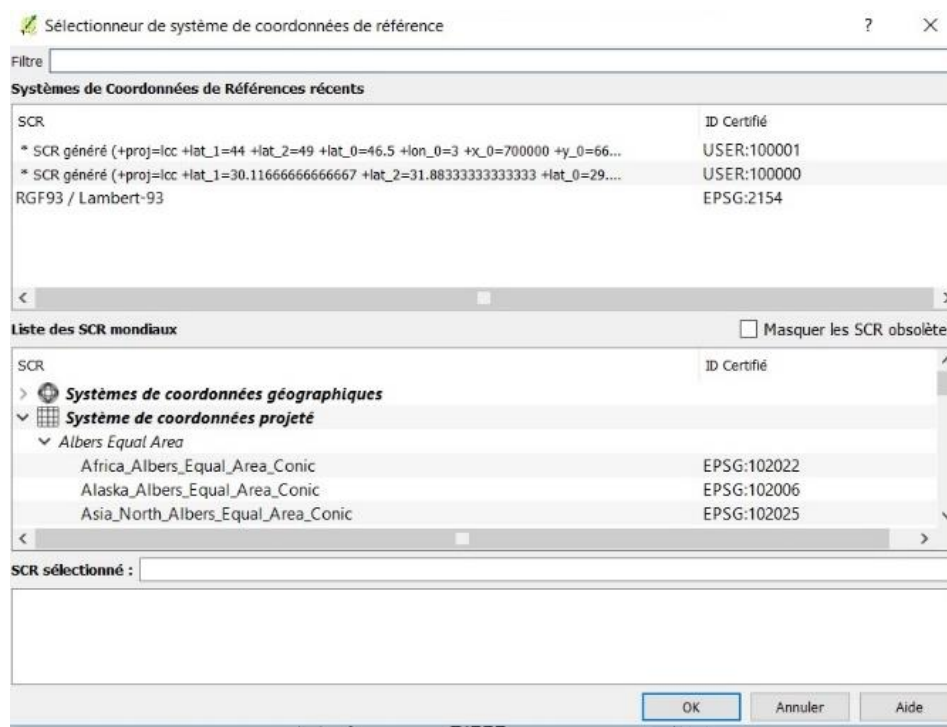 Sélectionneur de système de coordonnées de référence ?
Filtre
Systèmes de Coordonnées de Références récents
SCR ID Certifié
* SCR généré (+proj=lcc +lat_1=44 +lat_2=49 +lat_0=46.5 +lon_0=3 +x_0=700000 +y_0=66... USER:100001
* SCR généré (+proj=lcc +lat_1=30.11666666666667 +lat_2=31.88333333333333 +lat_0=29.... USER:100000
RGF93 / Lambert-93 EPSG:2154
Liste des SCR mondiaux Masquer les SCR obsolète
SCR ID Certifié
Systèmes de coordonnées géographiques
Système de coordonnées projeté
Albers Equal Area
Africa_Albers_Equal_Area_Conic EPSG:102022
Alaska_Albers_Equal_Area_Conic EPSG:102006
Asia_North_Albers_Equal_Area_Conic EPSG:102025
SCR sélectionné :
OK Annuler Aide